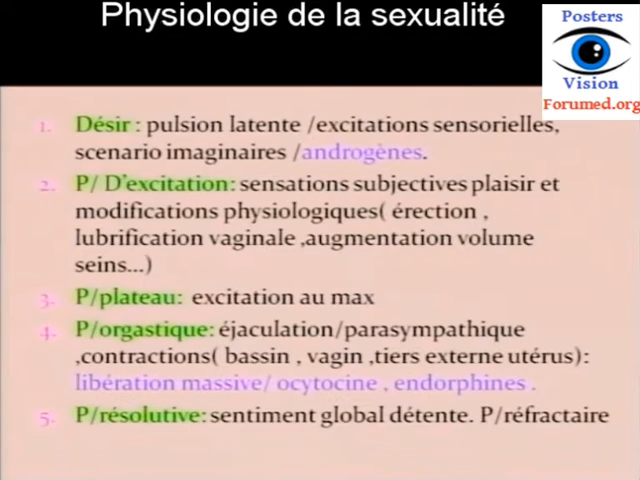 Physiologie de la sexualité
Posters
Vision
Forumed.org
1. Désir : pulsion latente /excitations sensorielles,
scenario imaginaires /androgènes.
2. P/ D'excitation: sensations subjectives plaisir et
modifications physiologiques( érection ,
lubrification vaginale ,augmentation volume
seins...)
3. P/plateau: excitation au max
4. P/orgastique: éjaculation/parasympathique
,contractions( bassin , vagin ,tiers externe utérus):
libération massive/ ocytocine , endorphines .
5. P/résolutive: sentiment global détente. P/réfractaire